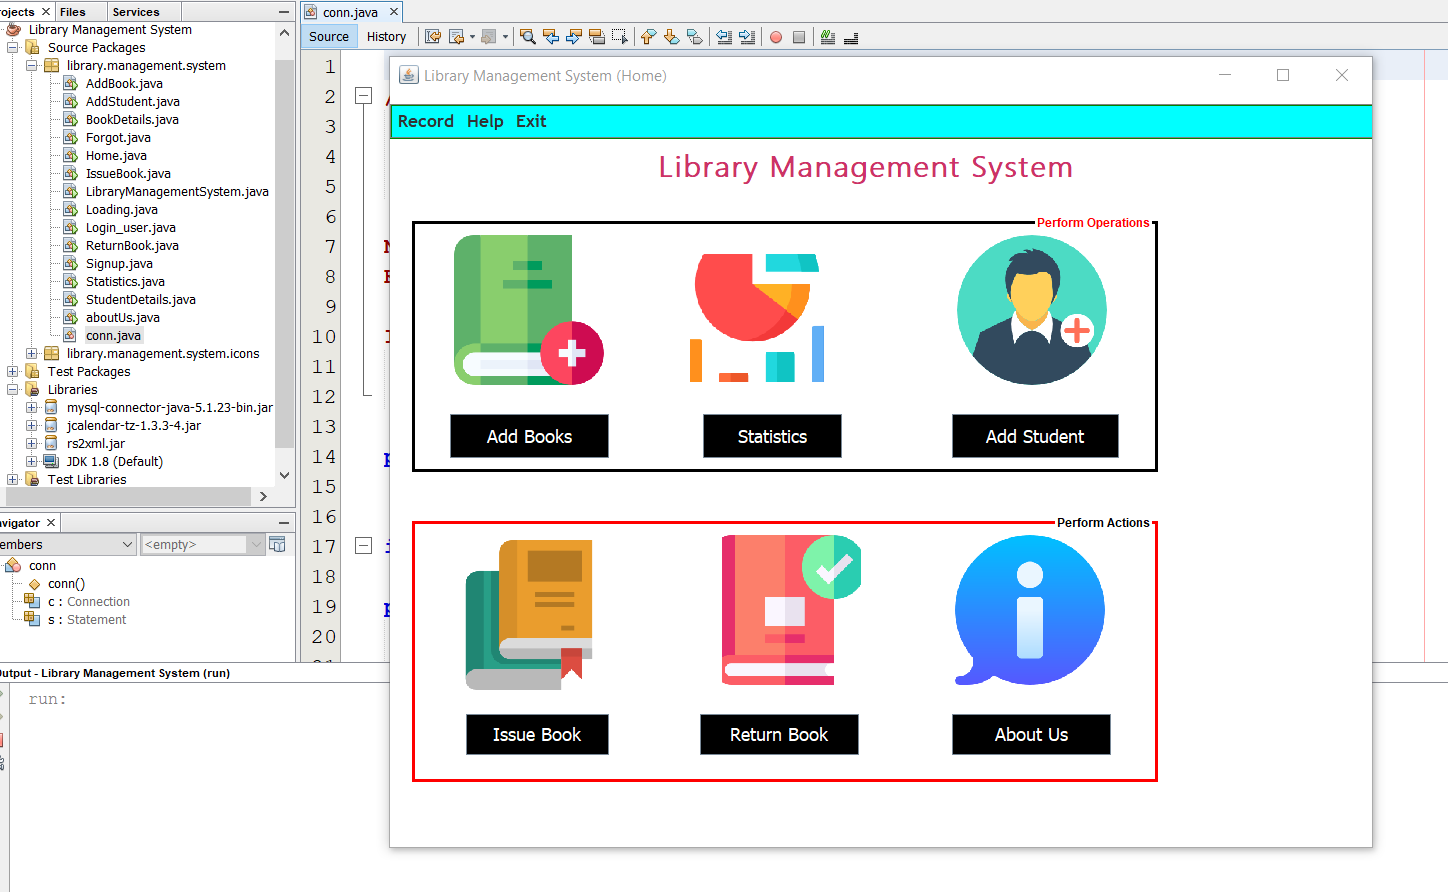 rojects
Files
Services
Library Management System
Source Packages
library.management.system
AddBook.java
AddStudent.java
BookDetails.java
Forgot.java
Home.java
IssueBook.java
LibraryManagementSystem.java
Loading.java
Login_user.java
ReturnBook.java
Signup.java
Statistics.java
StudentDetails.java
aboutUs.java
conn.java
library.management.system.icons
Test Packages
Libraries
mysql-connector-java-5.1.23-bin.jar
jcalendar-tz-1.3.3-4.jar
rs2xml.jar
JDK 1.8 (Default)
Test Libraries
avigator
embers
<empty>
conn
conn()
c : Connection
s : Statement
Output - Library Management System (run)
run:
conn.java
Source
History
1
2
3
4
5
6
7
8
9
10
11
12
13
14
15
16
17
18
19
20
Library Management System (Home)
Record Help Exit
Library Management System
Perform Operations
Add Books
Statistics
Add Student
Perform Actions
Issue Book
Return Book
About Us